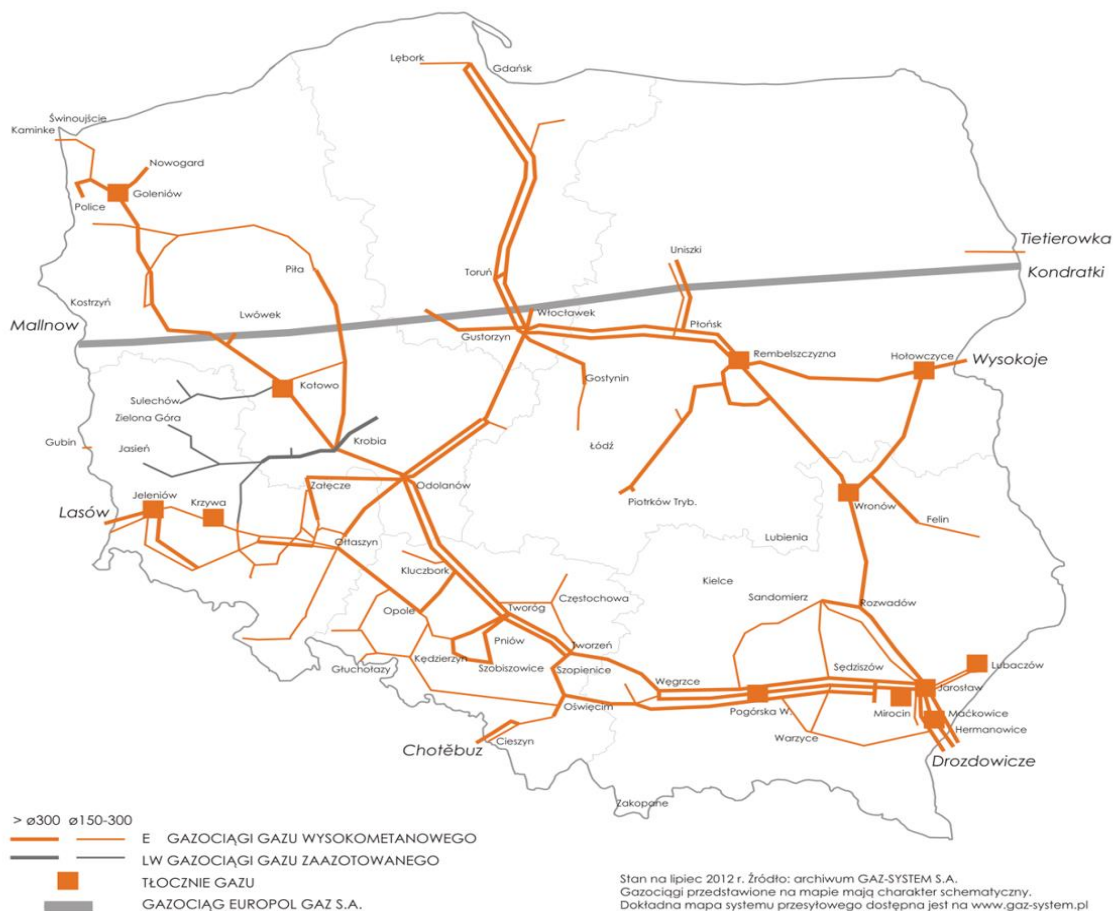 Lębork
Gdańsk
Świnoujście
Kaminke
Nowogard
Goleniów
Police
Tietierowka
Uniszki
Piła
Toruń
Kondratki
Kostrzyń
Lwówek
Włocławek
Mallnow
Gustorzyn
Płońsk
Rembelszczyzna
Hołowczyce
Wysokoje
Kotowo
Gostynin
Sulechów
Zielona Góra
Krobia
Gubin
Jasień
Łódź
Załęcze
Odolanów
Jeleniów
Krzywa
Piotrków Tryb.
Wronów
Lasów
Felin
Lubienia
Ołtaszyn
Kluczbork
Kielce
Częstochowa
Sandomierz
Opole
Tworóg
Rozwadów
Pniów
Tworzeń
Kędzierzyn
Szobiszowice
Szopienice
Głuchołazy
Sędziszów
Lubaczów
Węgrzce
Jarosław
Oświęcim
Pogórska W.
Mirocin
Maćkowice
Hermanowice
Warzyce
Cieszyn
Chotěbuz
Drozdowicze
Zakopane
> ø300 ø150-300
E GAZOCIĄGI GAZU WYSOKOMETANOWEGO
LW GAZOCIĄGI GAZU ZAAZOTOWANEGO
TŁOCZNIE GAZU
GAZOCIĄG EUROPOL GAZ S.A.
Stan na lipiec 2012 r. Źródło: archiwum GAZ-SYSTEM S.A.
Gazociągi przedstawione na mapie mają charakter schematyczny.
Dokładna mapa systemu przesyłowego dostępna jest na www.gaz-system.pl